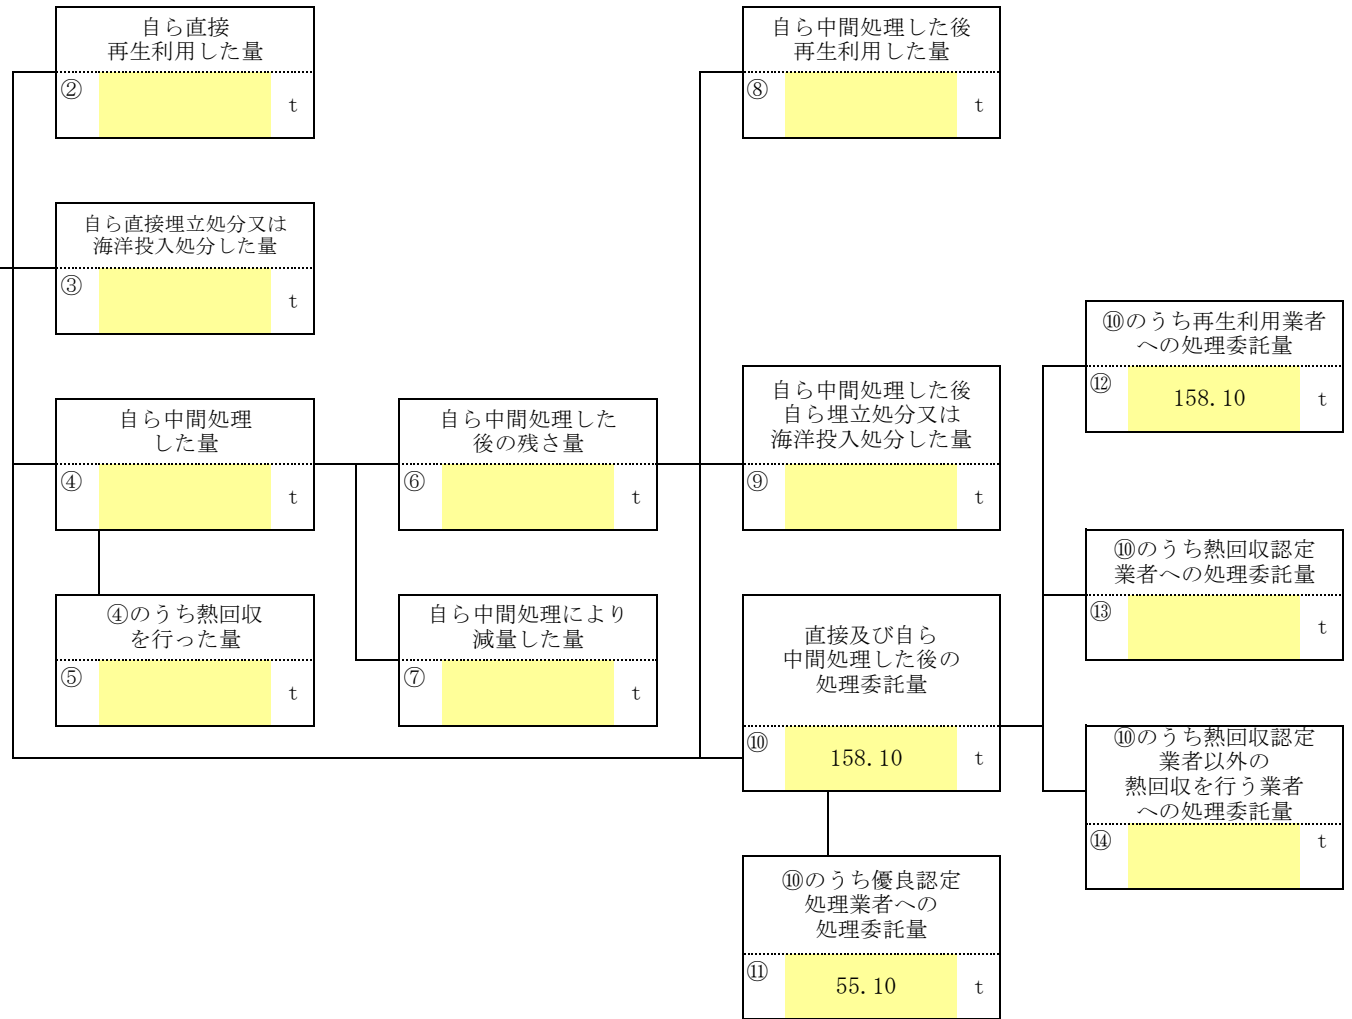 自ら直接
再生利用した量
② t
自ら中間処理した後
再生利用した量
⑧ t
自ら直接埋立処分又は
海洋投入処分した量
③ t
⑩のうち再生利用業者
への処理委託量
⑫ 158.10 t
自ら中間処理
した量
④ t
自ら中間処理した
後の残さ量
⑥ t
自ら中間処理した後
自ら埋立処分又は
海洋投入処分した量
⑨ t
⑩のうち熱回収認定
業者への処理委託量
⑬ t
④のうち熱回収
を行った量
⑤ t
自ら中間処理により
減量した量
⑦ t
直接及び自ら
中間処理した後の
処理委託量
⑩ 158.10 t
⑩のうち熱回収認定
業者以外の
熱回収を行う業者
への処理委託量
⑭ t
⑩のうち優良認定
処理業者への
処理委託量
⑪ 55.10 t